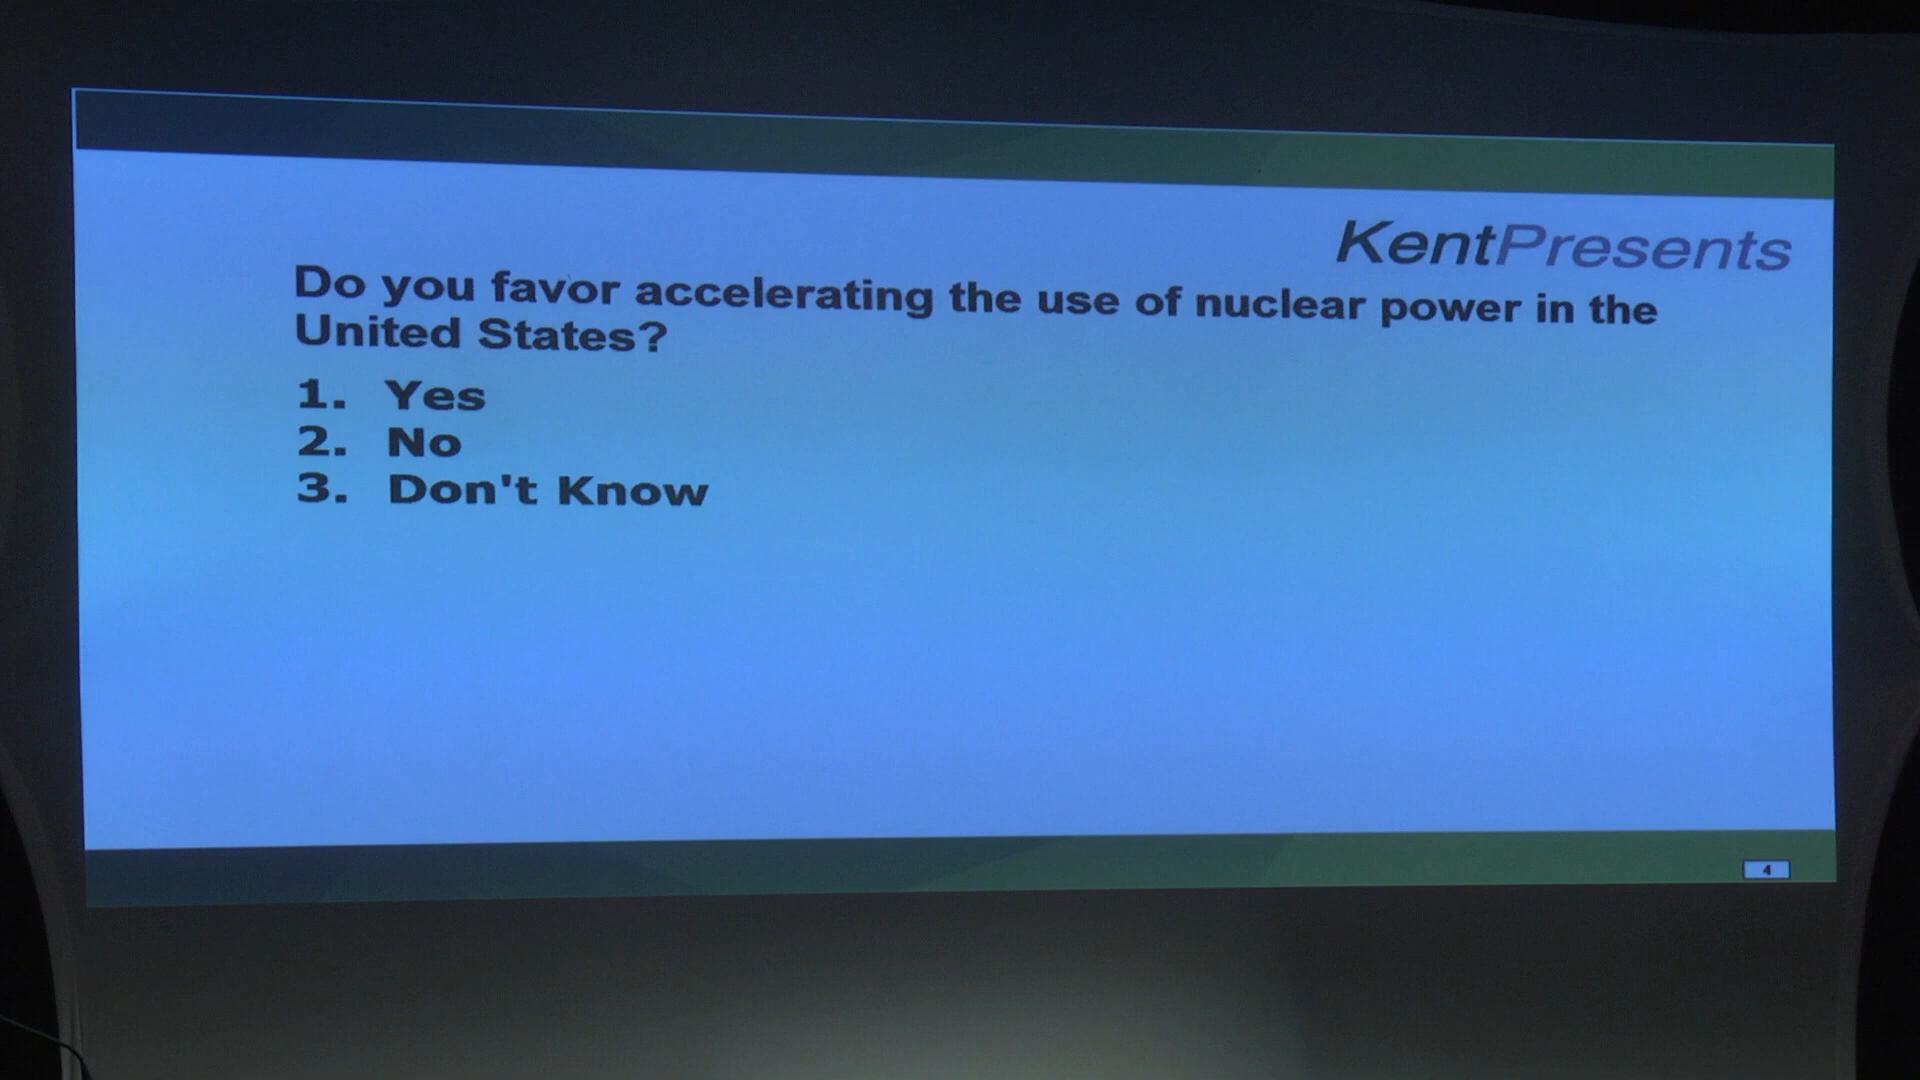 KentPresents
Do you favor accelerating the use of nuclear power in the
United States?
1. Yes
2. No
3. Don't Know
4